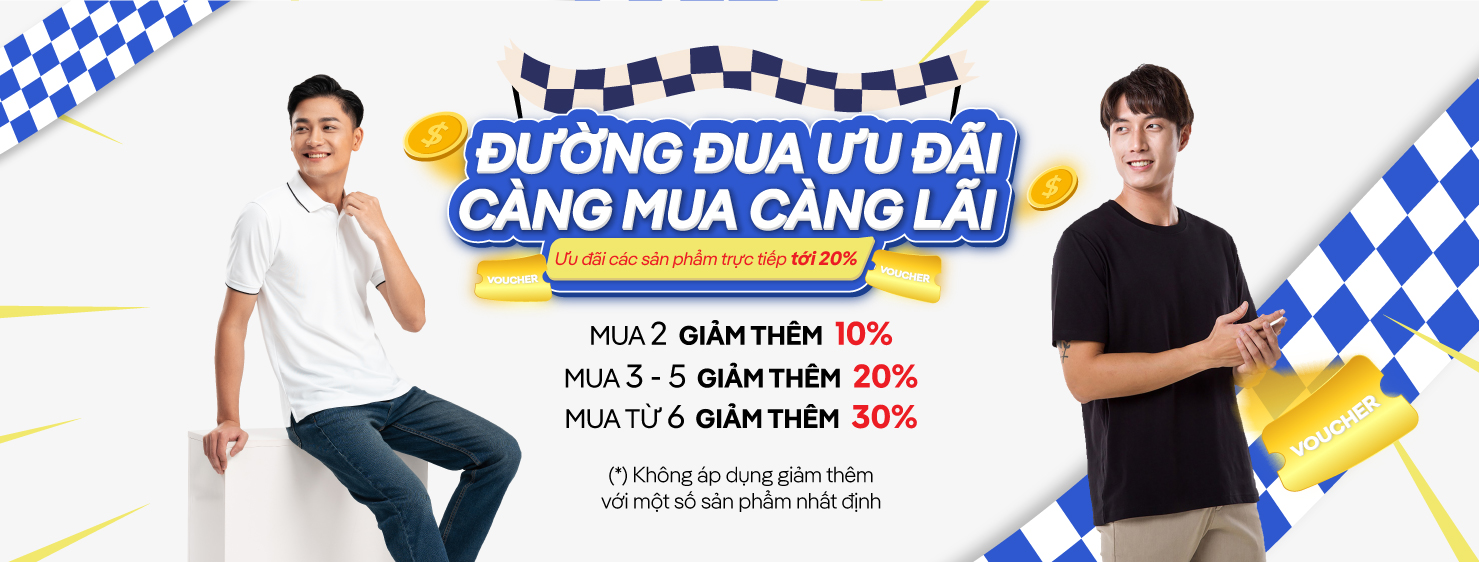 ĐƯỜNG ĐUA ƯU ĐÃI
CÀNG MUA CÀNG LÃI
Ưu đãi các sản phẩm trực tiếp tới 20%
VOUCHER
VOUCHER
MUA 2 GIẢM THÊM 10%
MUA 3 - 5 GIẢM THÊM 20%
MUA TỪ 6 GIẢM THÊM 30%
VOUCHER
(*) Không áp dụng giảm thêm
với một số sản phẩm nhất định